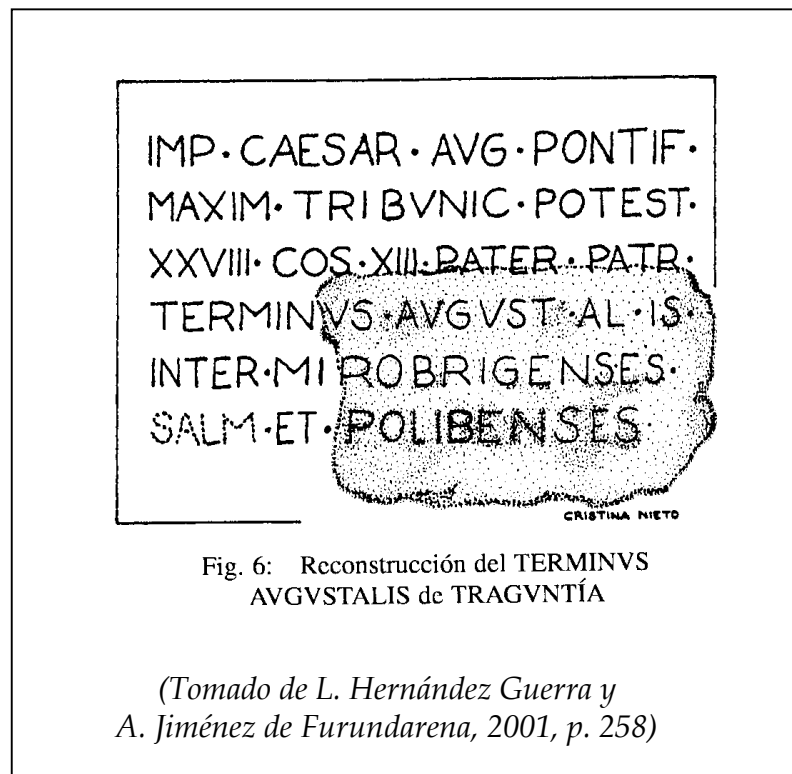 IMP · CAESAR · AVG · PONTIF ·
MAXIM · TRIBVNIC · POTEST ·
XXVIII · COS · XIII · PATER · PATR ·
TERMINVS · AVGVST · AL · IS ·
INTER · MIROBRIGENSES ·
SALM · ET · POLIBENSES ·
CRISTINA NIETO
Fig. 6: Reconstrucción del TERMINVS
AVGVSTALIS de TRAGVNTÍA
(Tomado de L. Hernández Guerra y
A. Jiménez de Furundarena, 2001, p. 258)